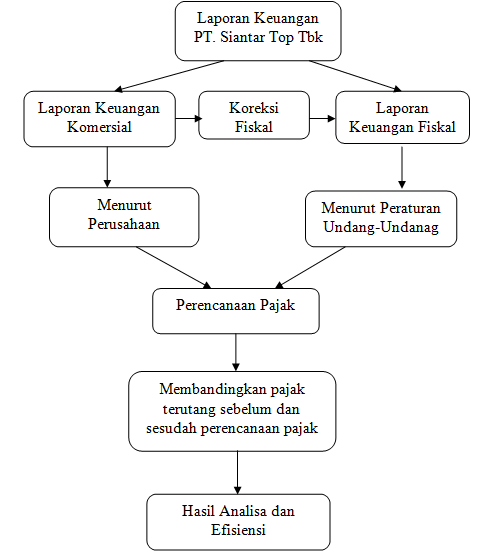 Laporan Keuangan
PT. Siantar Top Tbk
Laporan Keuangan
Komersial
Koreksi
Fiskal
Laporan
Keuangan Fiskal
Menurut
Perusahaan
Menurut Peraturan
Undang-Undanag
Perencanaan Pajak
Membandingkan pajak
terutang sebelum dan
sesudah perencanaan pajak
Hasil Analisa dan
Efisiensi